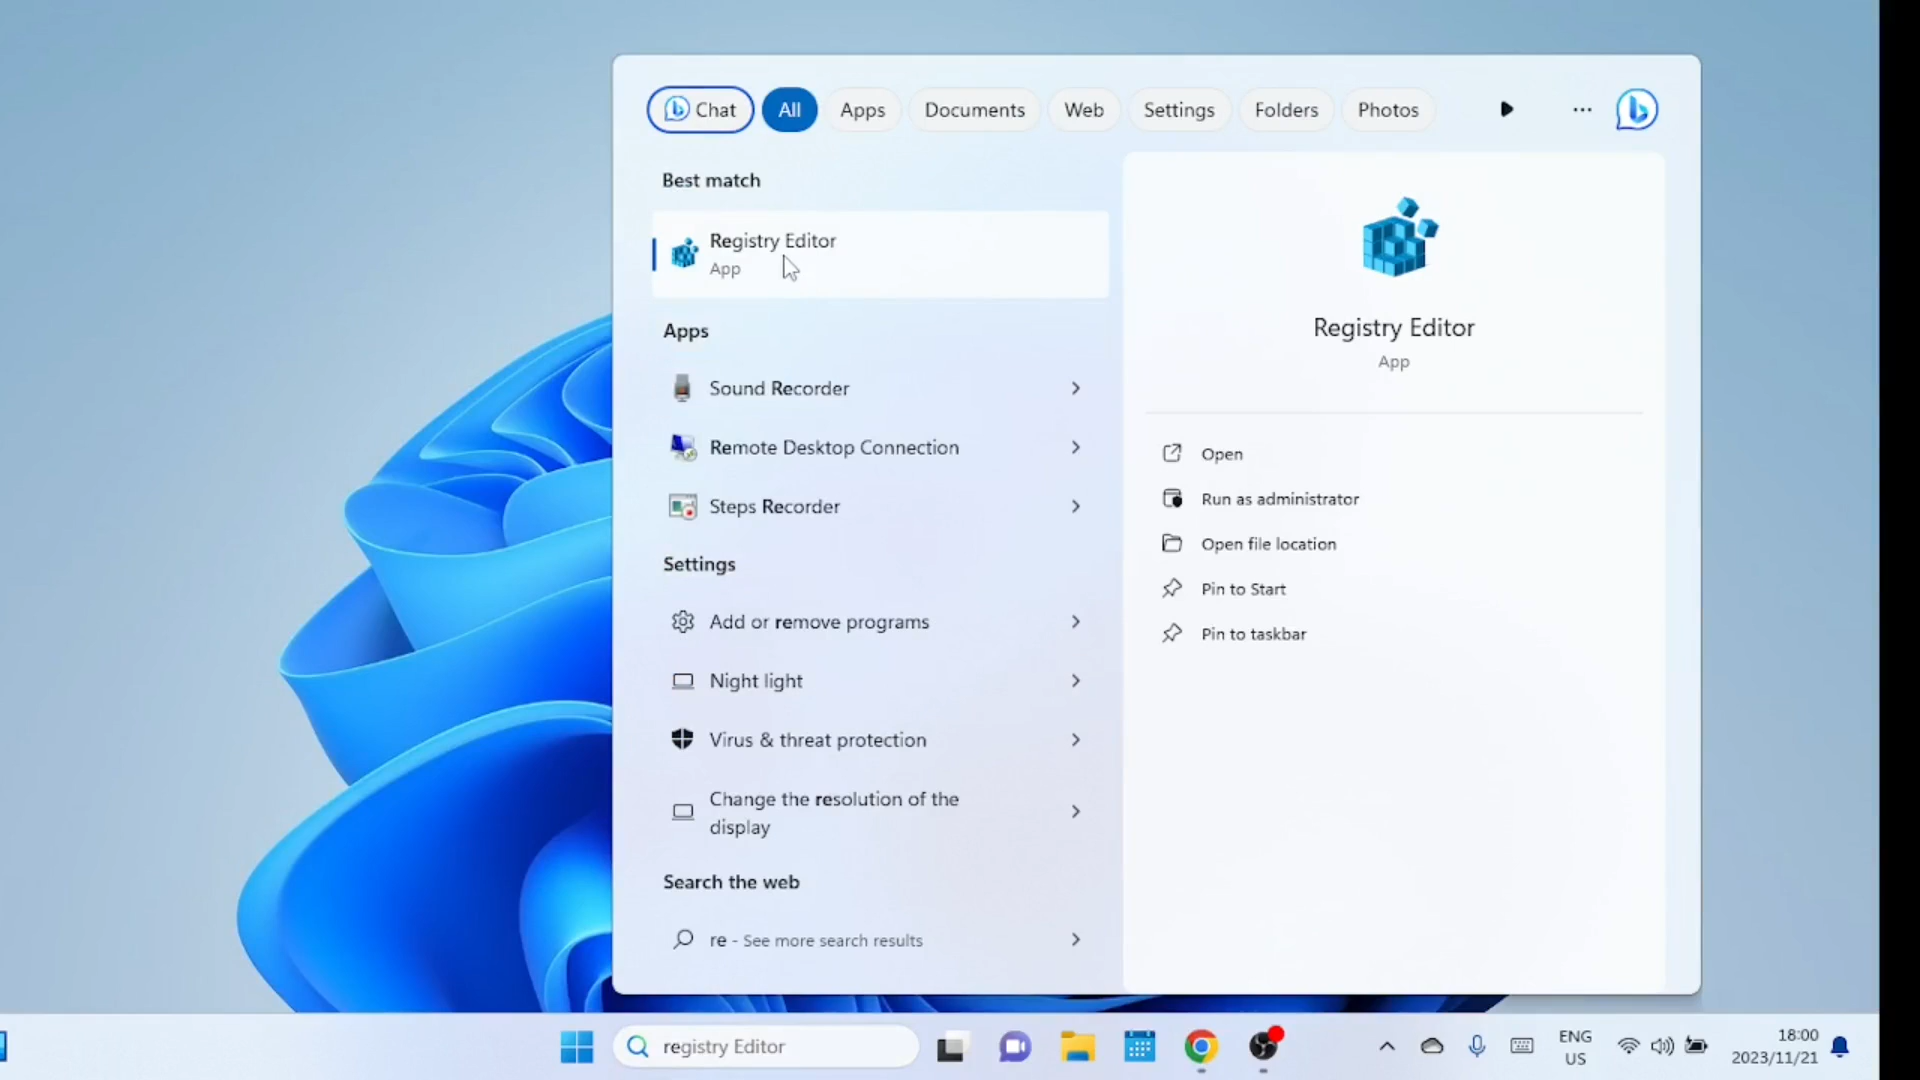 Chat
All
Apps
Documents
Web
Settings
Folders
Photos
Best match
Registry Editor
App
Apps
Sound Recorder
Remote Desktop Connection
Steps Recorder
Settings
Add or remove programs
Night light
Virus & threat protection
Change the resolution of the
display
Search the web
re - See more search results
Registry Editor
App
Open
Run as administrator
Open file location
Pin to Start
Pin to taskbar
registry Editor
ENG
US
18:00
2023/11/21